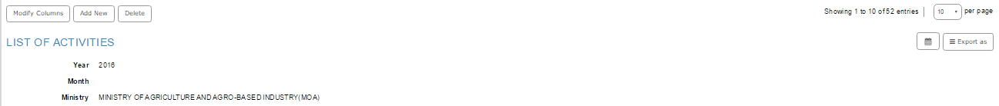 Modify Columns Add New Delete Showing 1 to 10 of 52 entries | 10 per page
LIST OF ACTIVITIES Export as
Year 2016
Month
Ministry MINISTRY OF AGRICULTURE AND AGRO-BASED INDUSTRY(MOA)